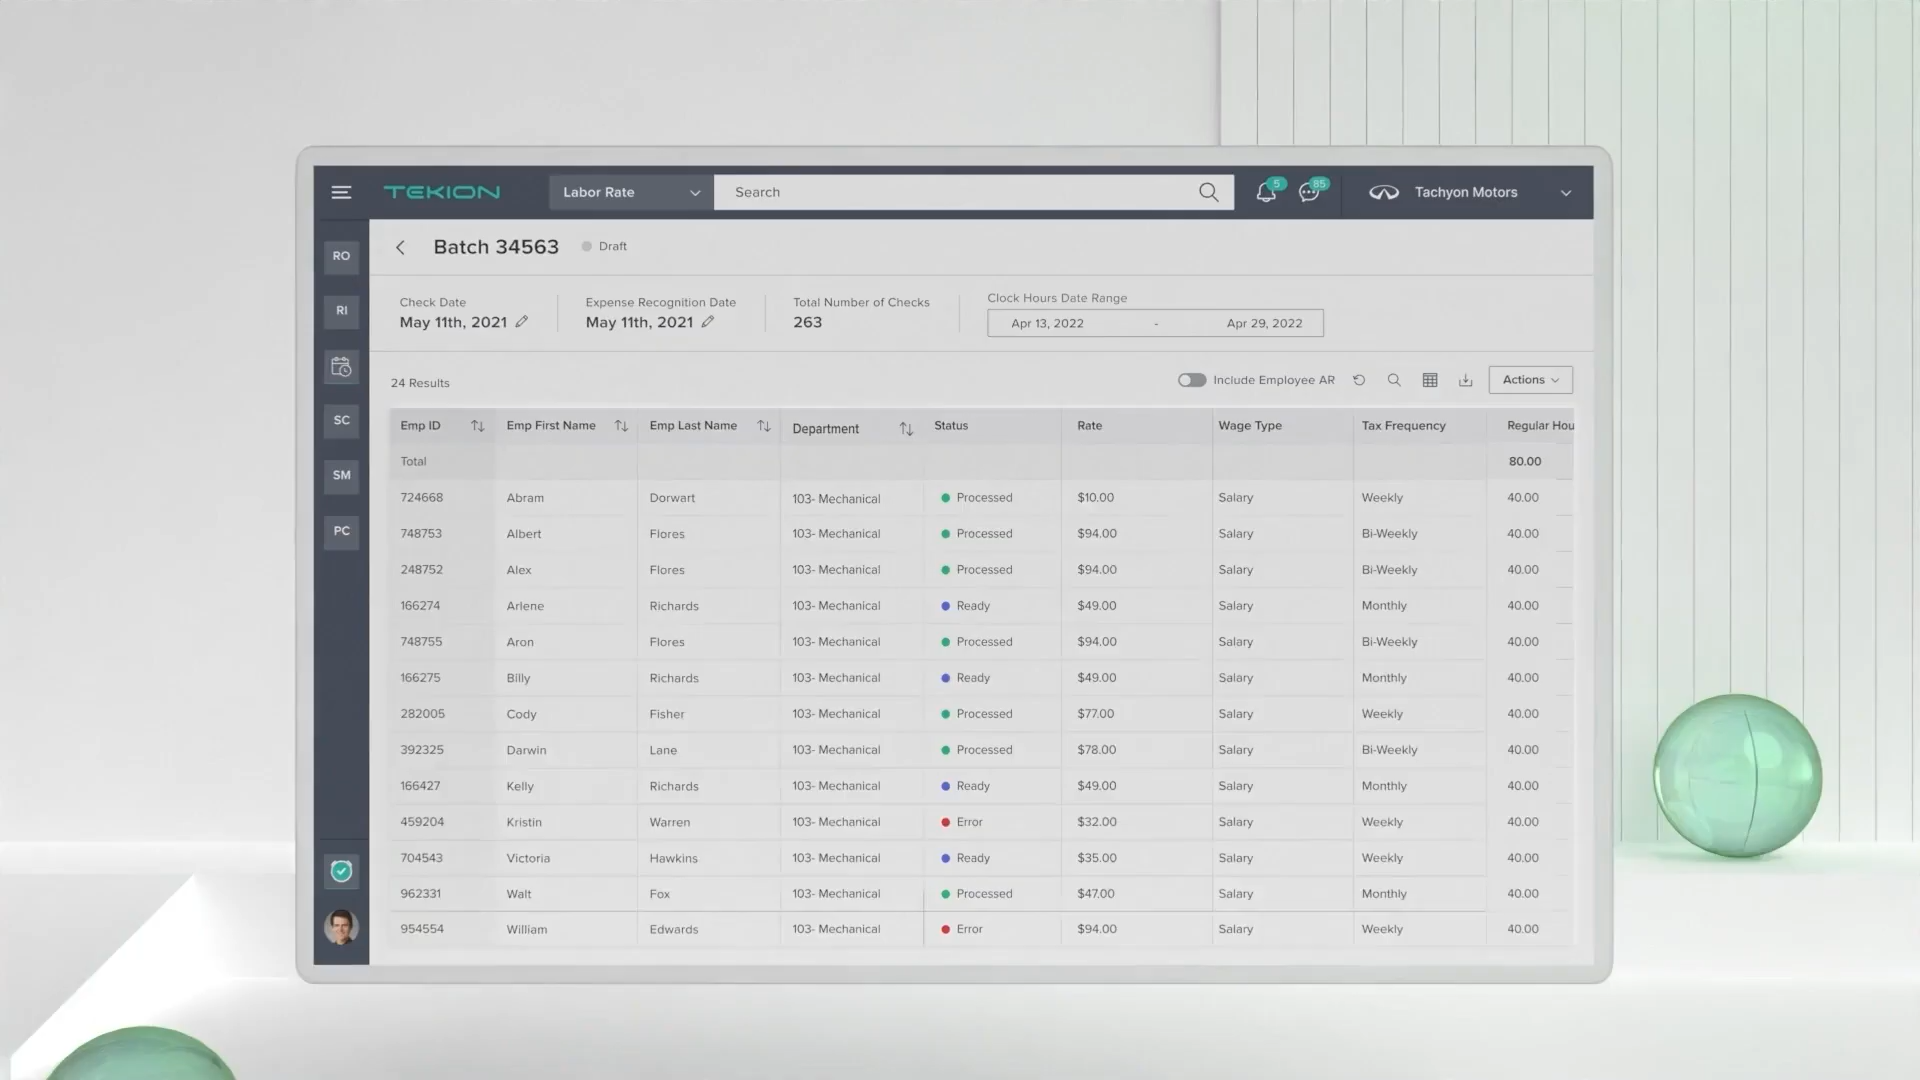 TEKION Labor Rate Search 5 85 Tachyon Motors
RO
RI
SC
SM
PC
Batch 34563 Draft
Check Date Expense Recognition Date Total Number of Checks Clock Hours Date Range
May 11th, 2021 May 11th, 2021 263 Apr 13, 2022 - Apr 29, 2022
24 Results Include Employee AR Actions
Emp ID Emp First Name Emp Last Name Department Status Rate Wage Type Tax Frequency Regular Hou
Total 80.00
724668 Abram Dorwart 103- Mechanical Processed $10.00 Salary Weekly 40.00
748753 Albert Flores 103- Mechanical Processed $94.00 Salary Bi-Weekly 40.00
248752 Alex Flores 103- Mechanical Processed $94.00 Salary Bi-Weekly 40.00
166274 Arlene Richards 103- Mechanical Ready $49.00 Salary Monthly 40.00
748755 Aron Flores 103- Mechanical Processed $94.00 Salary Bi-Weekly 40.00
166275 Billy Richards 103- Mechanical Ready $49.00 Salary Monthly 40.00
282005 Cody Fisher 103- Mechanical Processed $77.00 Salary Weekly 40.00
392325 Darwin Lane 103- Mechanical Processed $78.00 Salary Bi-Weekly 40.00
166427 Kelly Richards 103- Mechanical Ready $49.00 Salary Monthly 40.00
459204 Kristin Warren 103- Mechanical Error $32.00 Salary Weekly 40.00
704543 Victoria Hawkins 103- Mechanical Ready $35.00 Salary Weekly 40.00
962331 Walt Fox 103- Mechanical Processed $47.00 Salary Monthly 40.00
954554 William Edwards 103- Mechanical Error $94.00 Salary Weekly 40.00